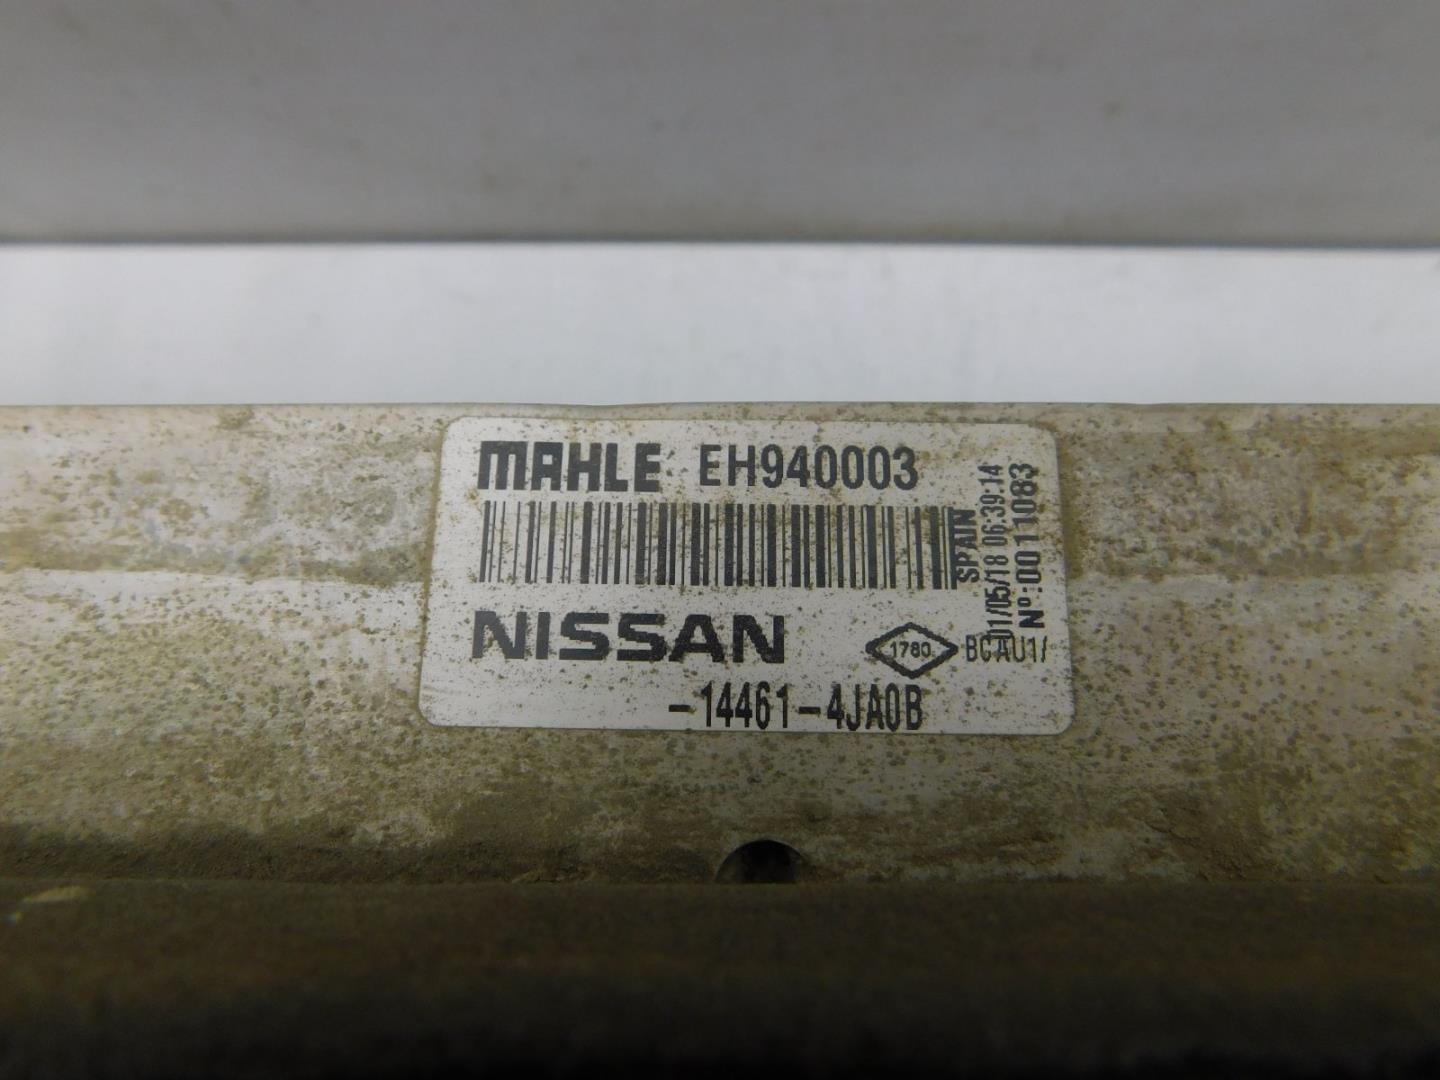 MAHLE EH940003
SPAIN
01/05/18 06:39:14
Nº:0011083
NISSAN
1780
BCAU1/
-14461-4JA0B